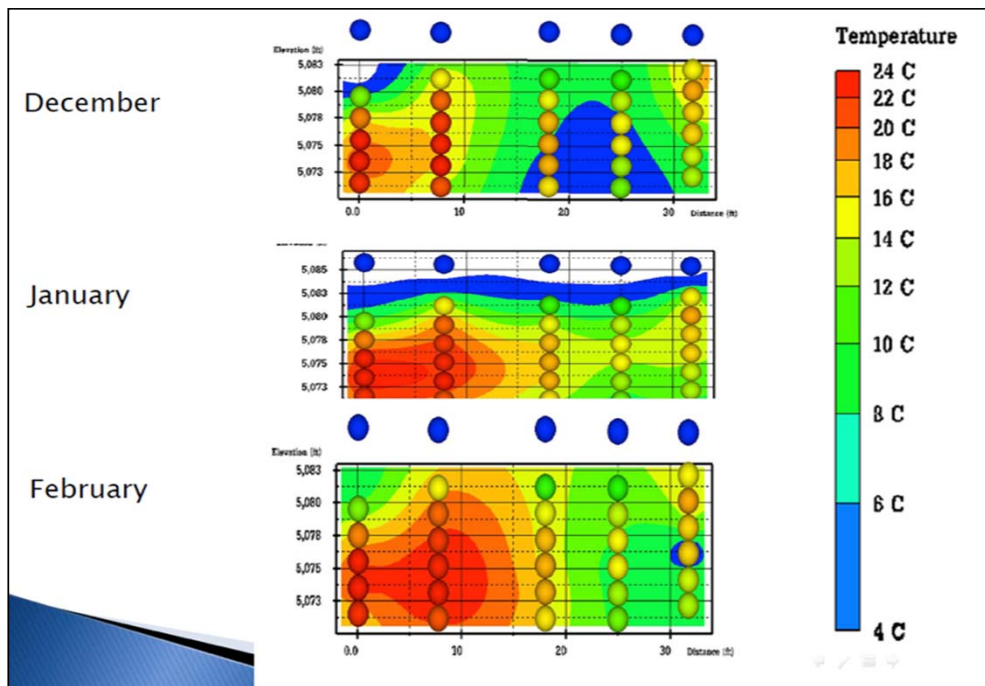 December
Elevation (ft)
5,083
5,080
5,078
5,075
5,073
0.0
10
20
30
Distance (ft)
January
5,085
5,083
5,080
5,078
5,075
5,073
February
Elevation (ft)
5,083
5,080
5,078
5,075
5,073
0.0
10
20
30
Distance (ft)
Temperature
24 C
22 C
20 C
18 C
16 C
14 C
12 C
10 C
8 C
6 C
4 C